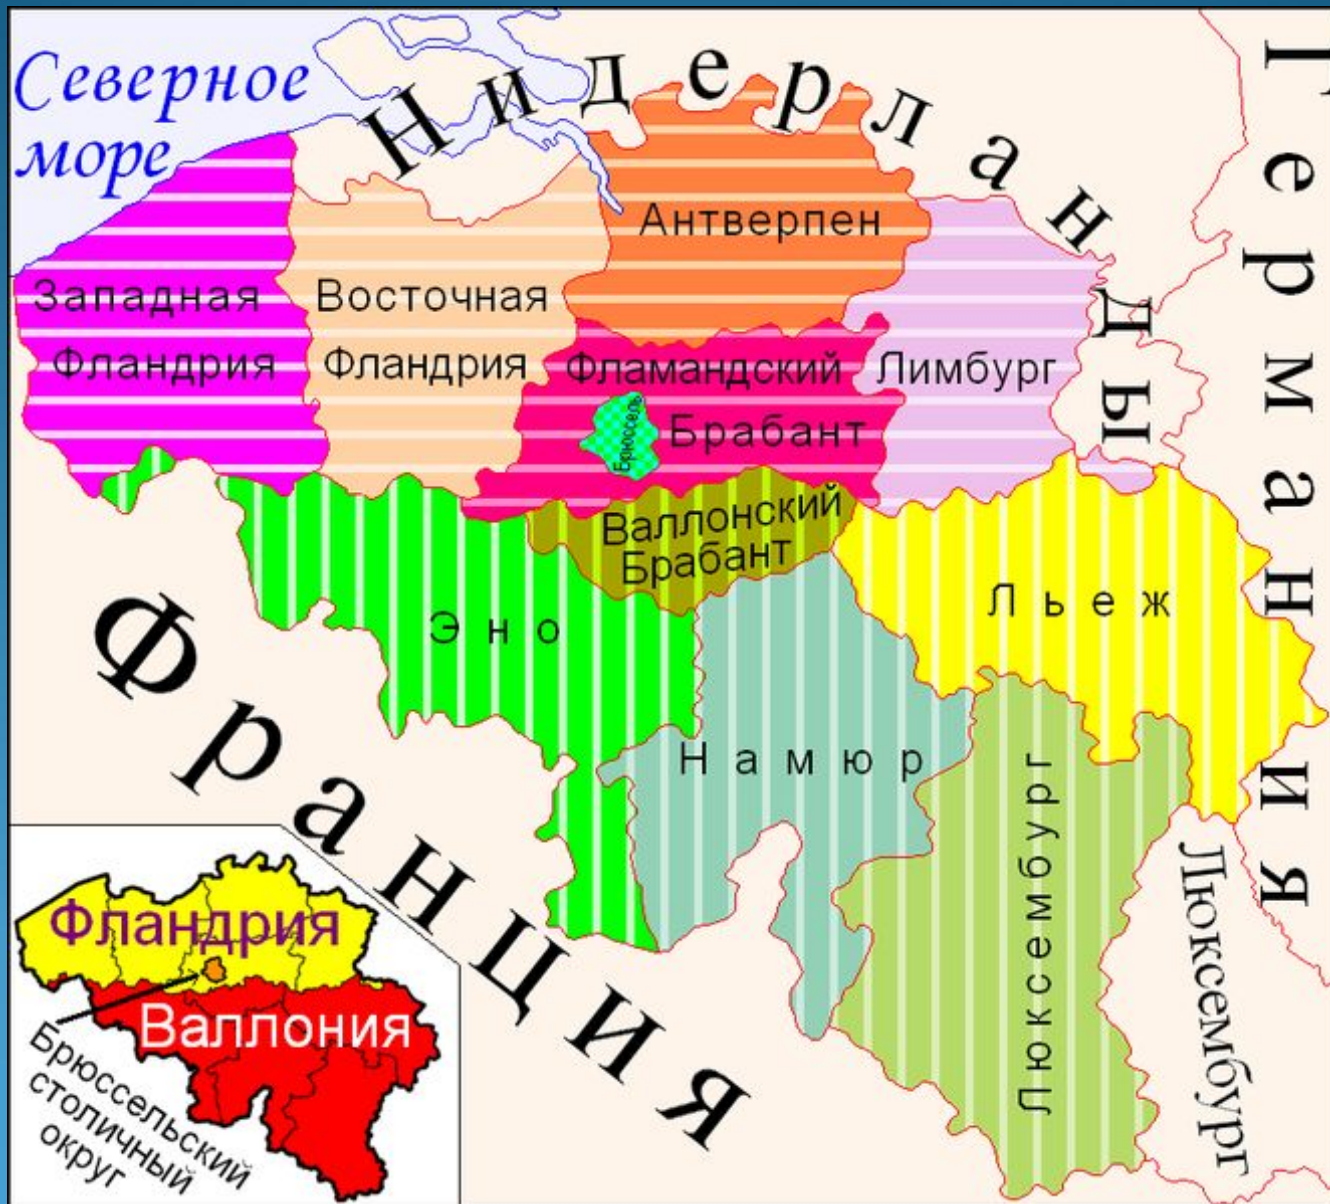 Северное
море
Нидерланды
Германия
Антверпен
Западная
Фландрия
Восточная
Фландрия
Фламандский
Брабант
Лимбург
Брюссель
Валлонский
Брабант
Эно
Льеж
Намюр
Люксембург
Люксембург
Франция
Фландрия
Валлония
Брюссельский
столичный
округ